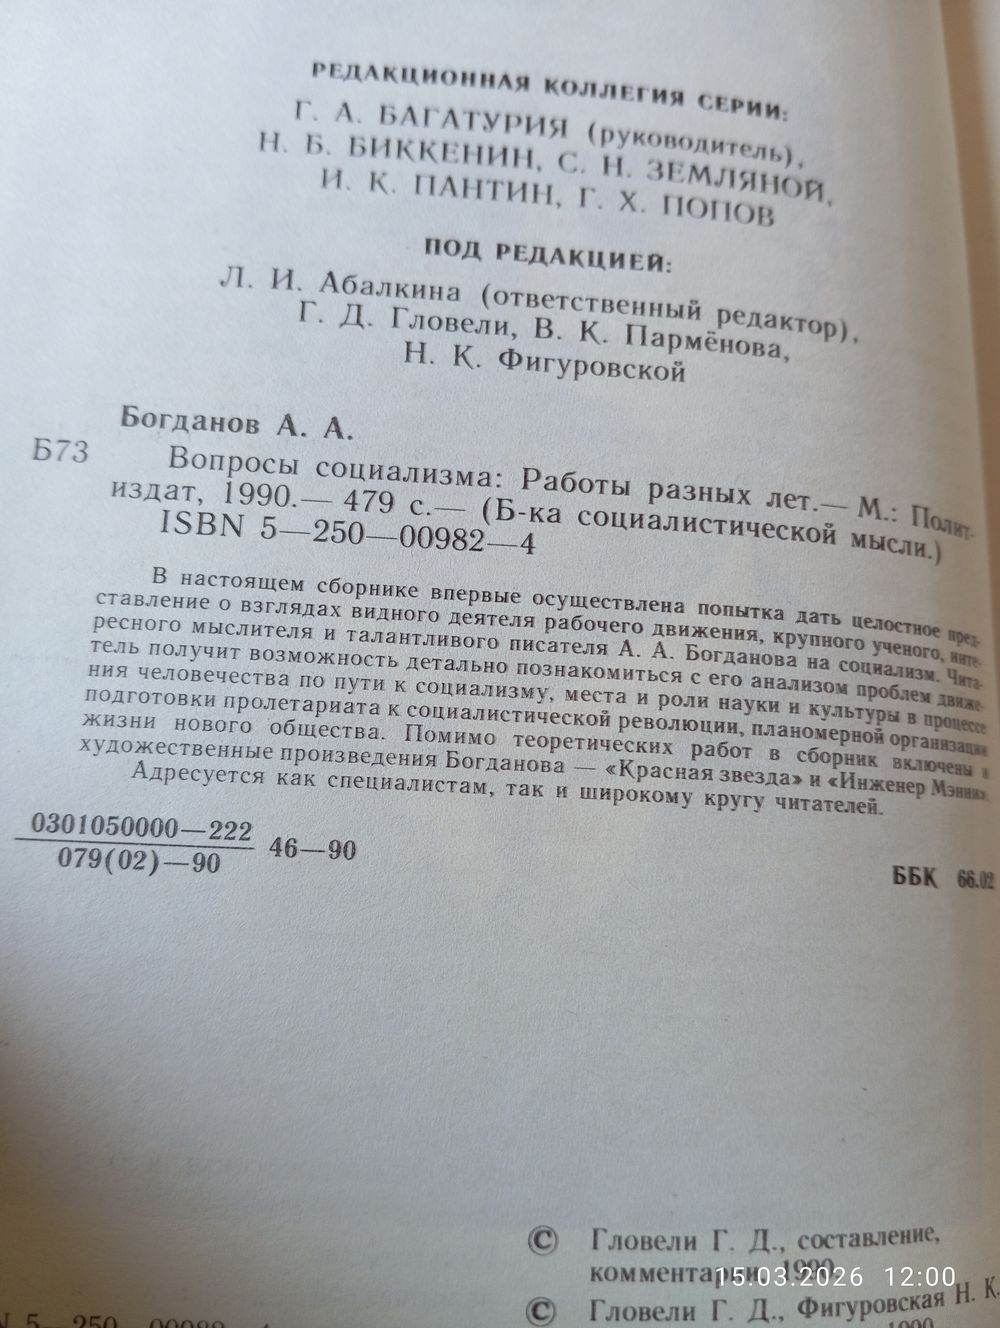 РЕДАКЦИОННАЯ КОЛЛЕГИЯ СЕРИИ:
Г. А. БАГАТУРИЯ (руководитель),
Н. Б. БИККЕНИН, С. Н. ЗЕМЛЯНОЙ,
И. К. ПАНТИН, Г. Х. ПОПОВ
ПОД РЕДАКЦИЕЙ:
Л. И. Абалкина (ответственный редактор),
Г. Д. Гловели, В. К. Парменова,
Н. К. Фигуровской
Богданов А. А.
Б73 Вопросы социализма: Работы разных лет.— М.: Полит-
издат, 1990.— 479 с.— (Б-ка социалистической мысли.)
ISBN 5—250—00982—4
В настоящем сборнике впервые осуществлена попытка дать целостное пред-
ставление о взглядах видного деятеля рабочего движения, крупного ученого, инте-
ресного мыслителя и талантливого писателя А. А. Богданова на социализм. Чита-
тель получит возможность детально познакомиться с его анализом проблем движе-
ния человечества по пути к социализму, места и роли науки и культуры в процессе
подготовки пролетариата к социалистической революции, планомерной организации
жизни нового общества. Помимо теоретических работ в сборник включены и
художественные произведения Богданова — «Красная звезда» и «Инженер Мэнни».
Адресуется как специалистам, так и широкому кругу читателей.
0301050000—222
079(02)—90
46—90
ББК 66.02
© Гловели Г. Д., составление,
комментарии, 1990
15.03.2026 12:00
© Гловели Г. Д., Фигуровская Н. К.